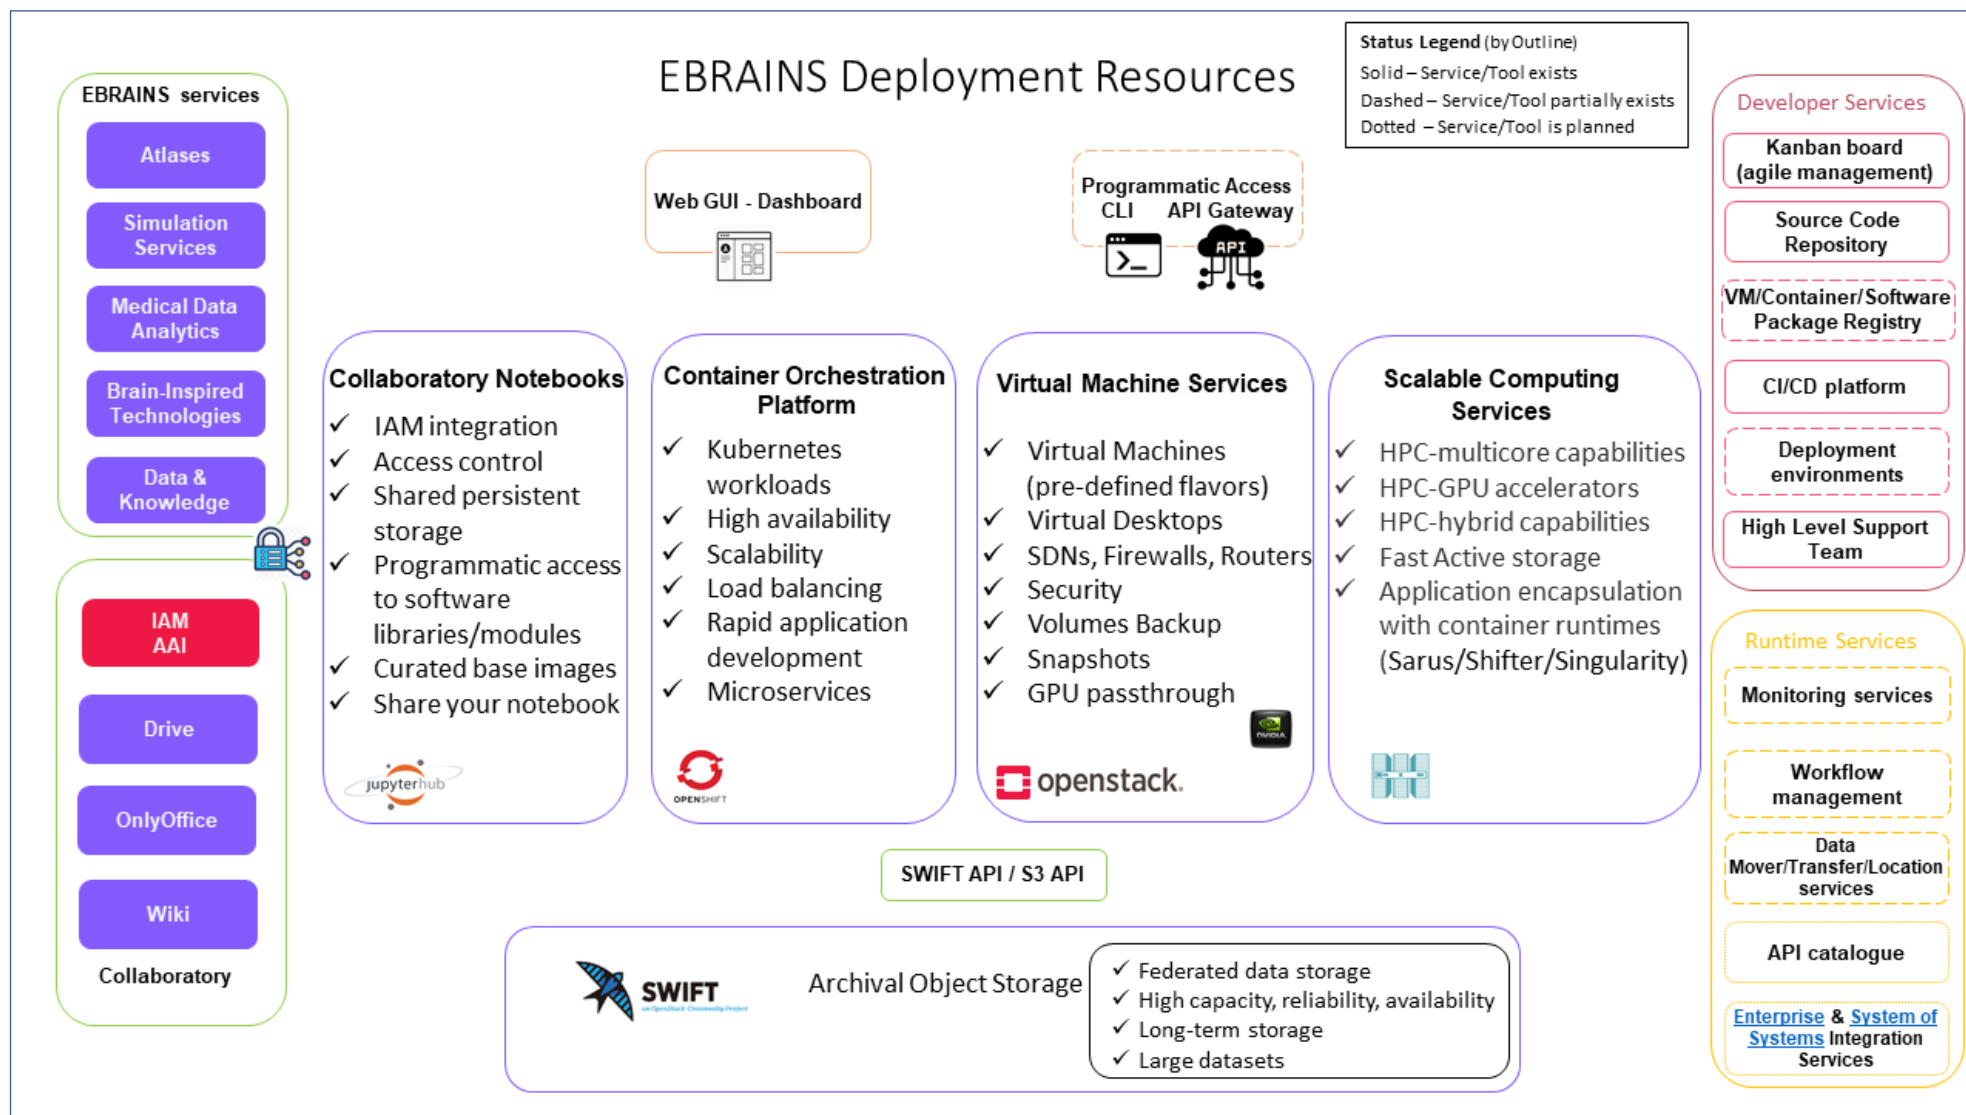 EBRAINS Deployment Resources
Status Legend (by Outline)
Solid – Service/Tool exists
Dashed – Service/Tool partially exists
Dotted – Service/Tool is planned
EBRAINS services
Atlases
Simulation
Services
Medical Data
Analytics
Brain-Inspired
Technologies
Data &
Knowledge
IAM
AAI
Drive
OnlyOffice
Wiki
Collaboratory
Web GUI - Dashboard
Programmatic Access
CLI API Gateway
API
Collaboratory Notebooks
✓ IAM integration
✓ Access control
✓ Shared persistent
storage
✓ Programmatic access
to software
libraries/modules
✓ Curated base images
✓ Share your notebook
jupyterhub
Container Orchestration
Platform
✓ Kubernetes
workloads
✓ High availability
✓ Scalability
✓ Load balancing
✓ Rapid application
development
✓ Microservices
OPENSHIFT
Virtual Machine Services
✓ Virtual Machines
(pre-defined flavors)
✓ Virtual Desktops
✓ SDNs, Firewalls, Routers
✓ Security
✓ Volumes Backup
✓ Snapshots
✓ GPU passthrough
NVIDIA
openstack.
Scalable Computing
Services
✓ HPC-multicore capabilities
✓ HPC-GPU accelerators
✓ HPC-hybrid capabilities
✓ Fast Active storage
✓ Application encapsulation
with container runtimes
(Sarus/Shifter/Singularity)
SWIFT API / S3 API
SWIFT
an OpenStack Community Project
Archival Object Storage
✓ Federated data storage
✓ High capacity, reliability, availability
✓ Long-term storage
✓ Large datasets
Developer Services
Kanban board
(agile management)
Source Code
Repository
VM/Container/Software
Package Registry
CI/CD platform
Deployment
environments
High Level Support
Team
Runtime Services
Monitoring services
Workflow
management
Data
Mover/Transfer/Location
services
API catalogue
Enterprise & System of
Systems Integration
Services